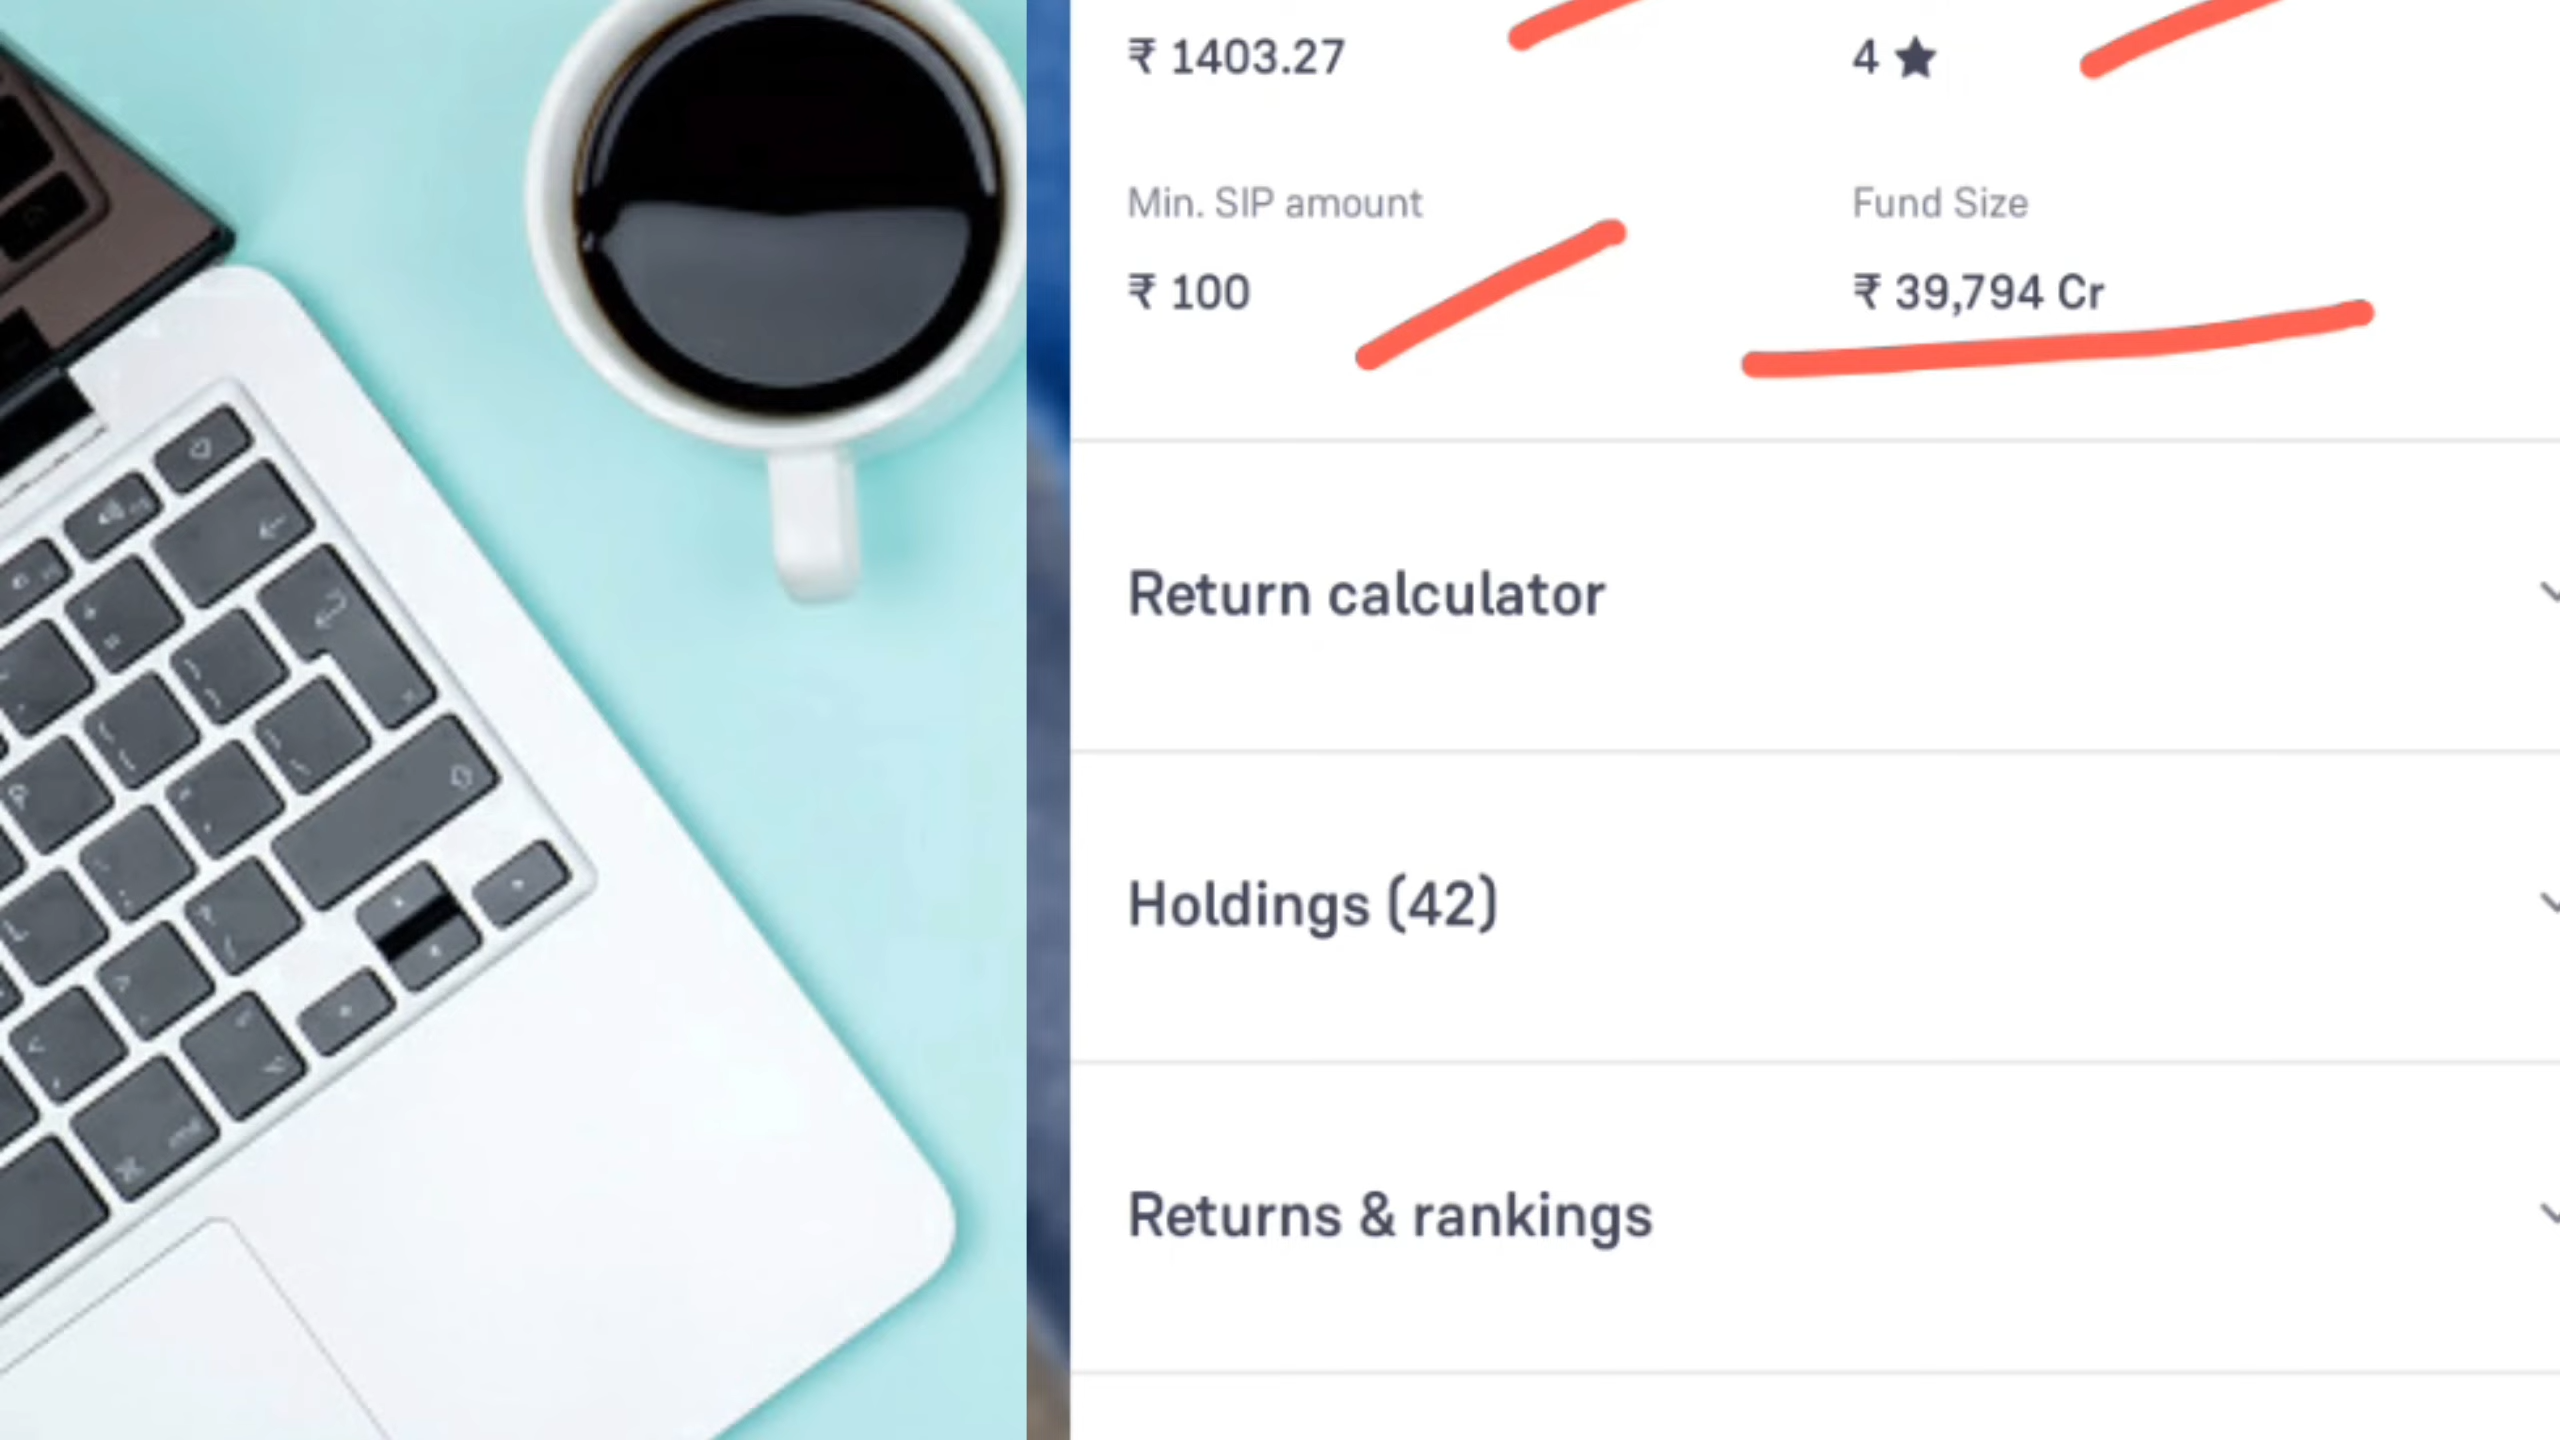 ₹ 1403.27
4 ★
Min. SIP amount
Fund Size
₹ 100
₹ 39,794 Cr
Return calculator
Holdings (42)
Returns & rankings